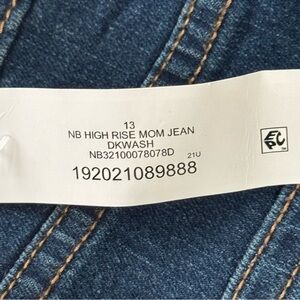 13
NB HIGH RISE MOM JEAN
DKWASH
NB32100078078D 21U
192021089888